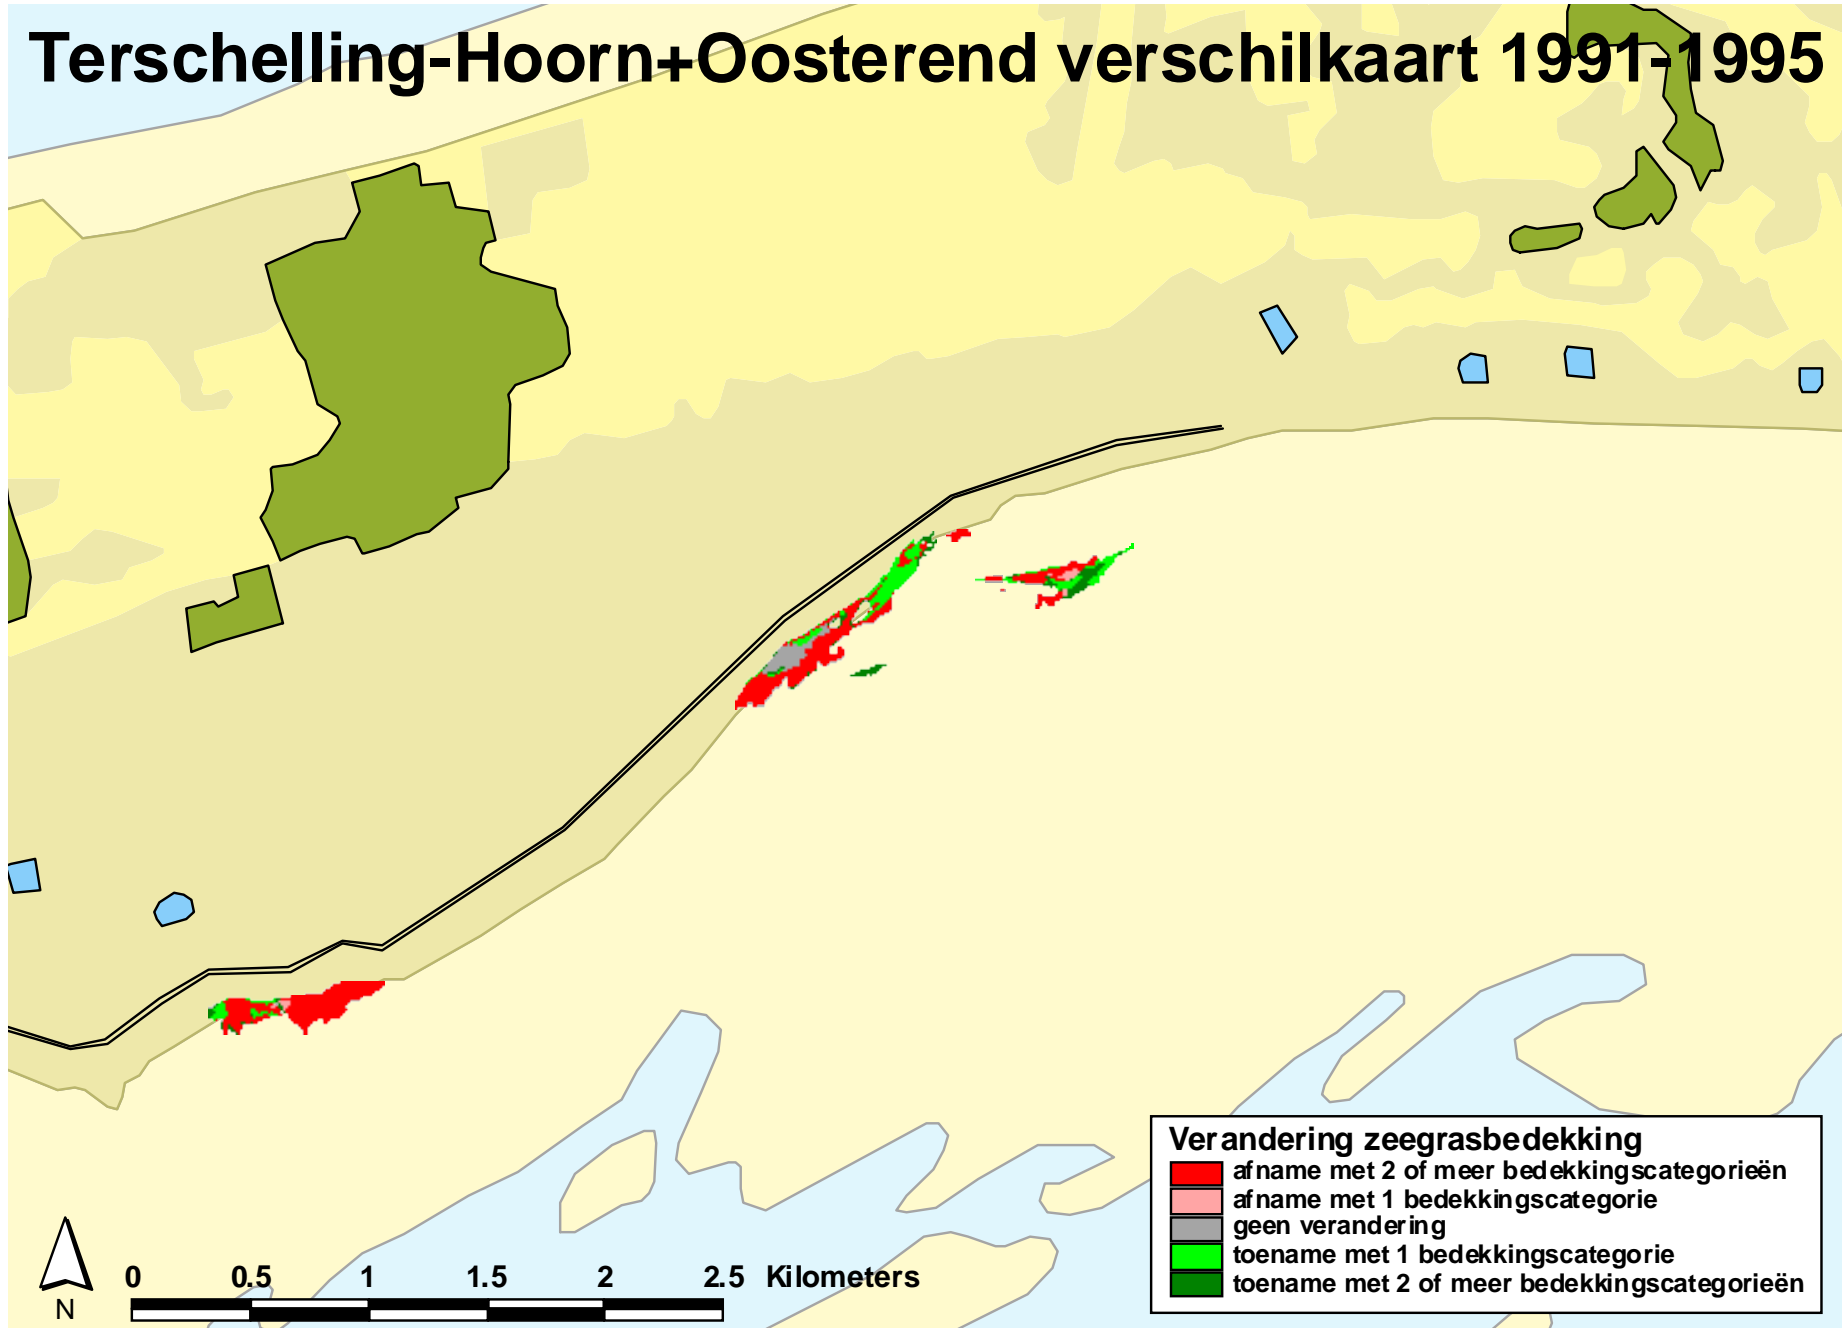 Terschelling-Hoorn+Oosterend verschilkaart 1991-1995
Verandering zeegrasbedekking
afname met 2 of meer bedekkingscategorieën
afname met 1 bedekkingscategorie
geen verandering
toename met 1 bedekkingscategorie
toename met 2 of meer bedekkingscategorieën
0 0.5 1 1.5 2 2.5 Kilometers
N